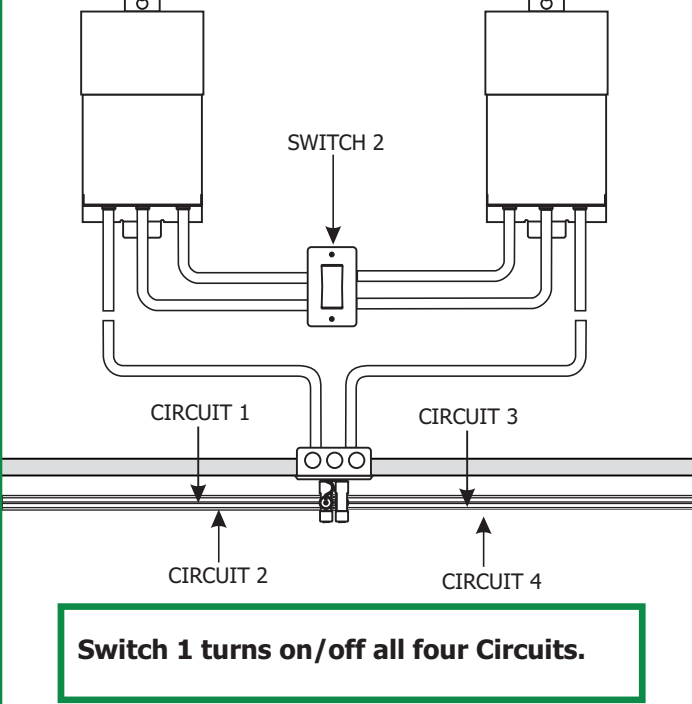 SWITCH 2
CIRCUIT 1
CIRCUIT 3
CIRCUIT 2
CIRCUIT 4
Switch 1 turns on/off all four Circuits.